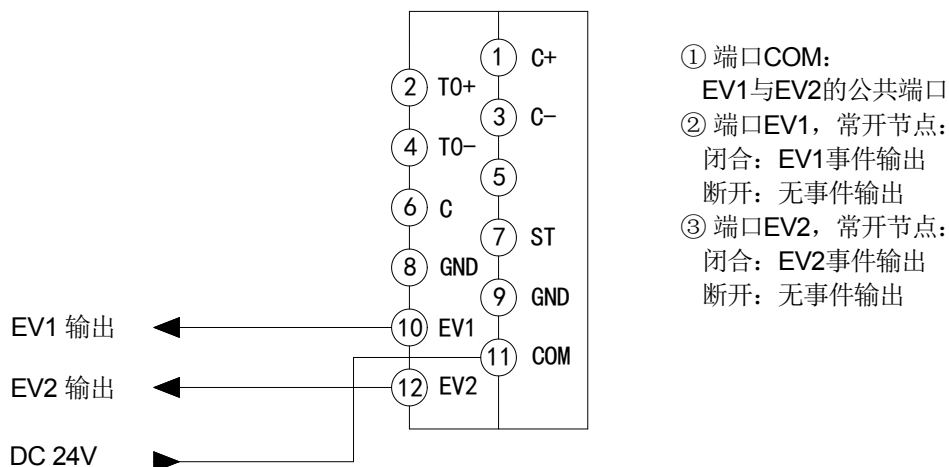 ① C+
② TO+
③ C-
④ TO-
⑤
⑥ C
⑦ ST
⑧ GND
⑨ GND
EV1 输出
⑩ EV1
⑪ COM
EV2 输出
⑫ EV2
DC 24V
① 端口COM：
EV1与EV2的公共端口
② 端口EV1，常开节点：
闭合：EV1事件输出
断开：无事件输出
③ 端口EV2，常开节点：
闭合：EV2事件输出
断开：无事件输出